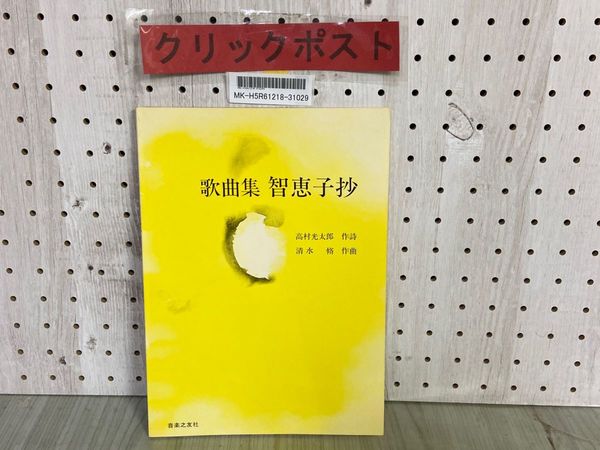 クリックポスト
MK-H5R61218-31029
歌曲集 智恵子抄
高村光太郎 作詩
清水 脩 作曲
音楽之友社